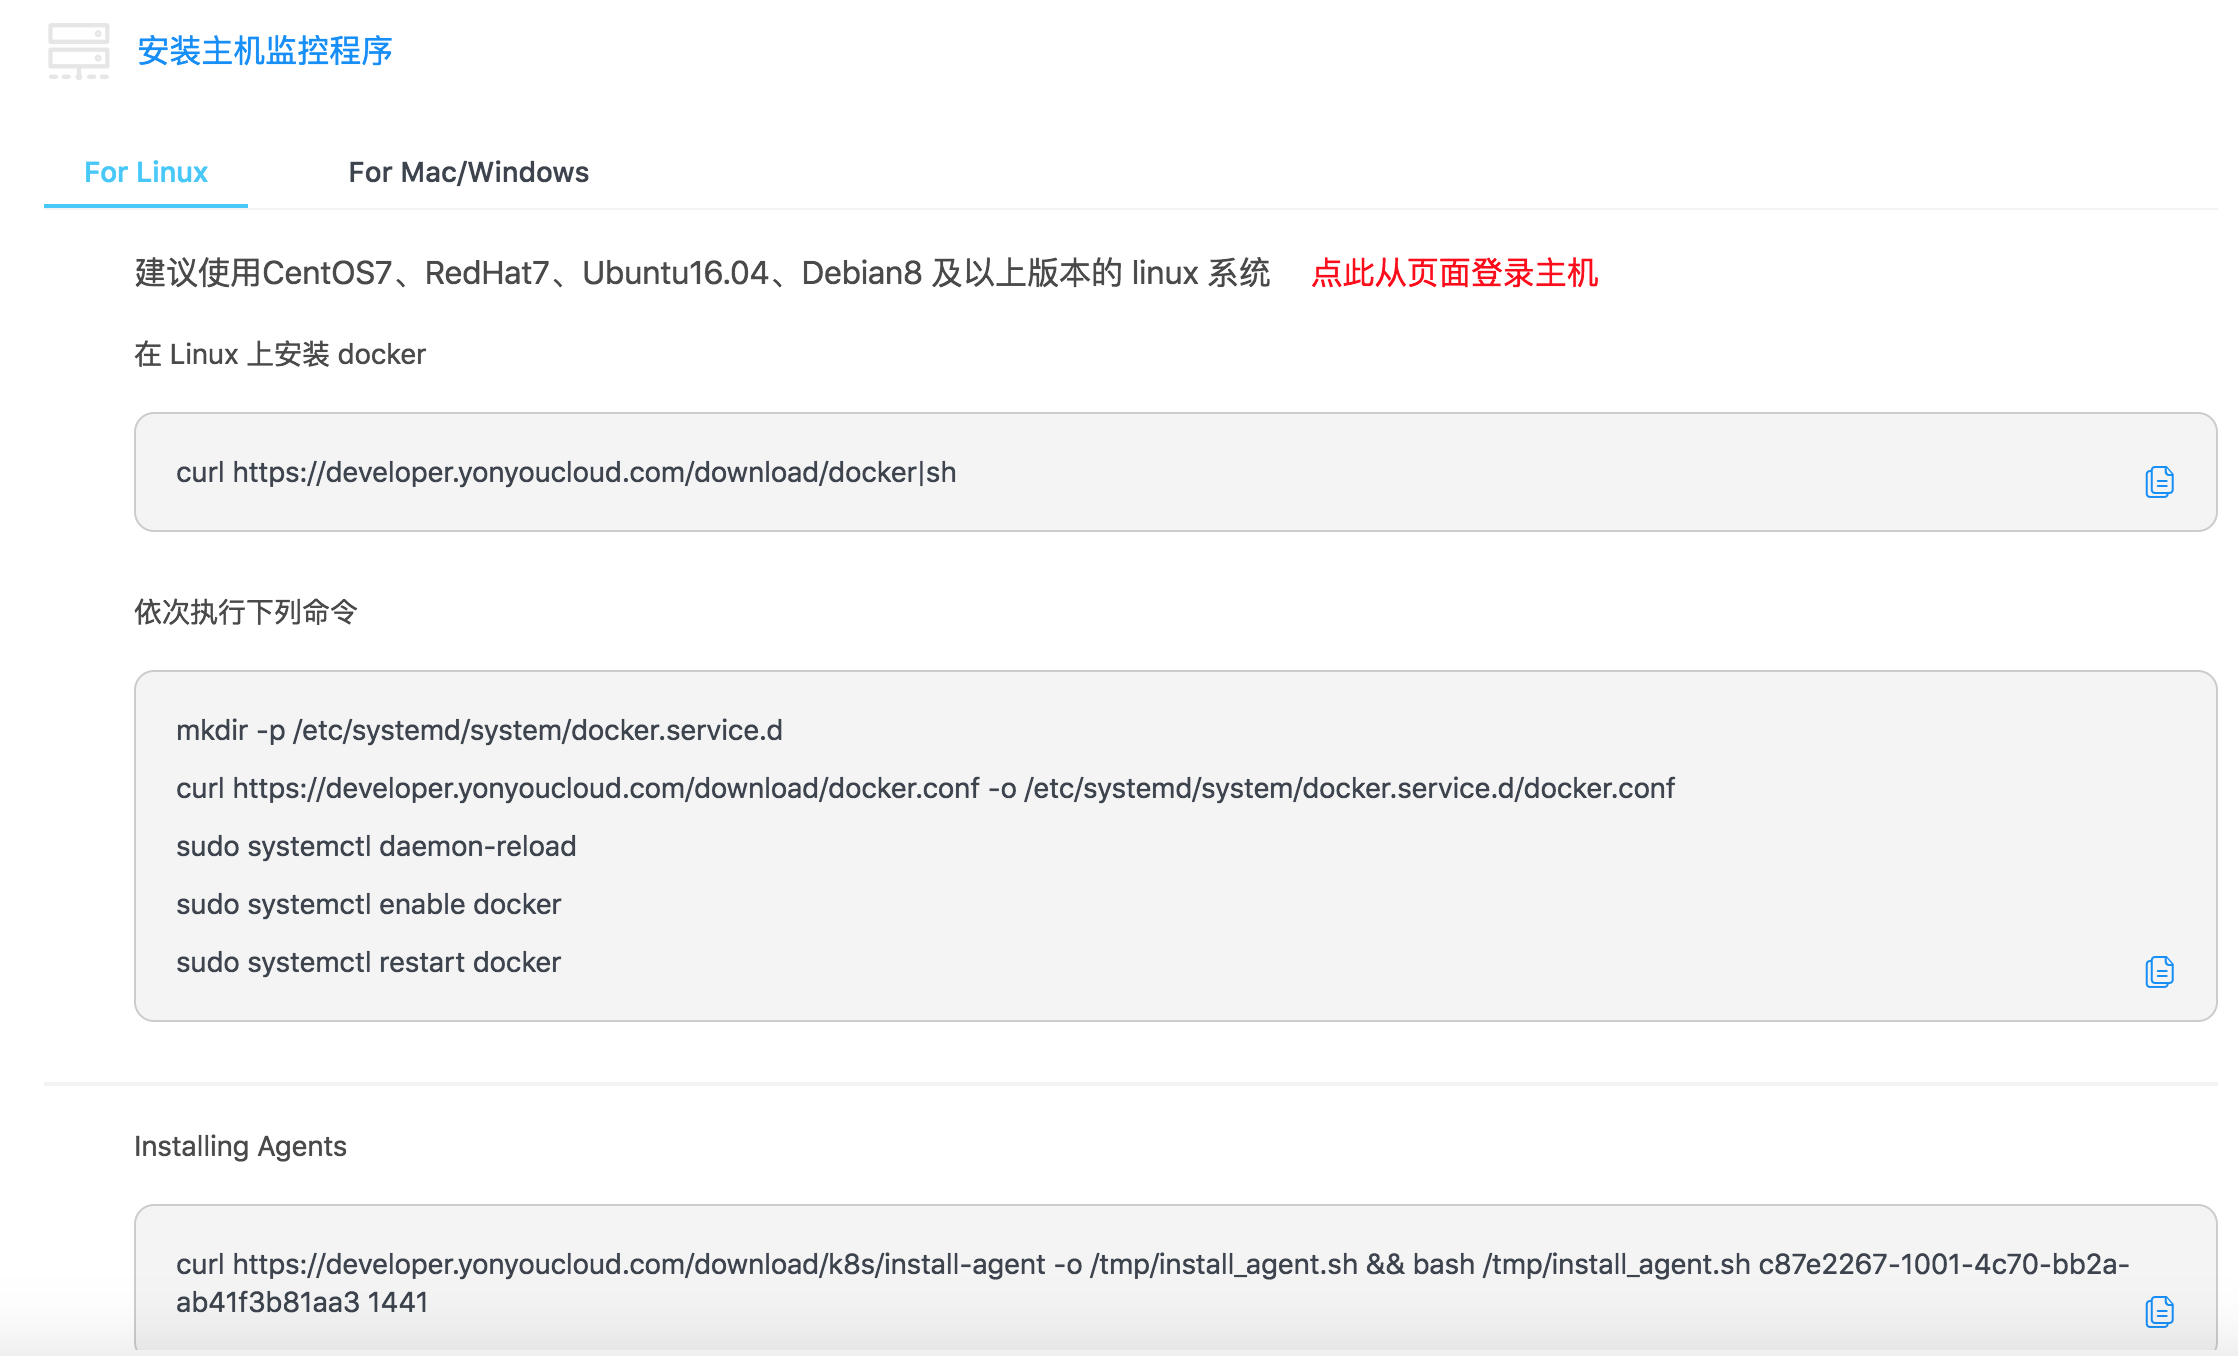 安装主机监控程序
For Linux
For Mac/Windows
建议使用CentOS7、RedHat7、Ubuntu16.04、Debian8 及以上版本的 linux 系统 点此从页面登录主机
在 Linux 上安装 docker
curl https://developer.yonyoucloud.com/download/docker|sh
依次执行下列命令
mkdir -p /etc/systemd/system/docker.service.d
curl https://developer.yonyoucloud.com/download/docker.conf -o /etc/systemd/system/docker.service.d/docker.conf
sudo systemctl daemon-reload
sudo systemctl enable docker
sudo systemctl restart docker
Installing Agents
curl https://developer.yonyoucloud.com/download/k8s/install-agent -o /tmp/install_agent.sh && bash /tmp/install_agent.sh c87e2267-1001-4c70-bb2a-
ab41f3b81aa3 1441